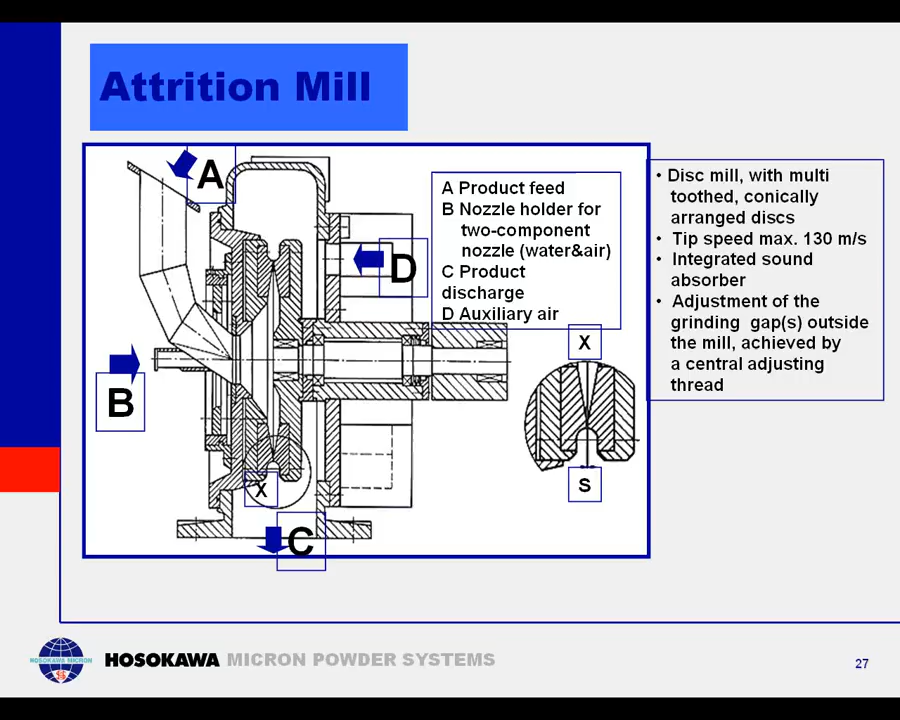 Attrition Mill
A
A Product feed
B Nozzle holder for
two-component
nozzle (water&air)
C Product
discharge
D Auxiliary air
D
B
X
C
X
S
• Disc mill, with multi
toothed, conically
arranged discs
• Tip speed max. 130 m/s
• Integrated sound
absorber
• Adjustment of the
grinding gap(s) outside
the mill, achieved by
a central adjusting
thread
HOSOKAWA MICRON
HOSOKAWA MICRON POWDER SYSTEMS
27